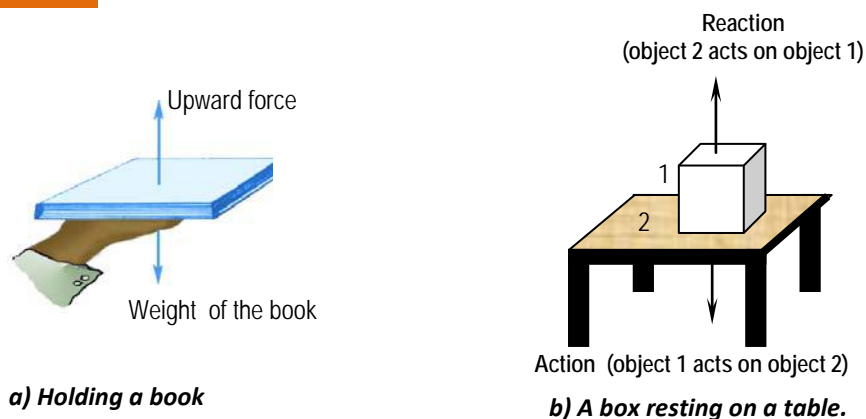 Reaction
(object 2 acts on object 1)
Upward force
1
2
Weight of the book
Action (object 1 acts on object 2)
a) Holding a book
b) A box resting on a table.